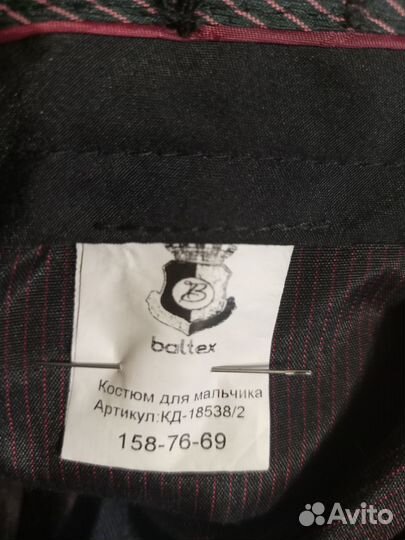 B
baltex
Костюм для мальчика
Артикул:КД-18538/2
158-76-69
Avito